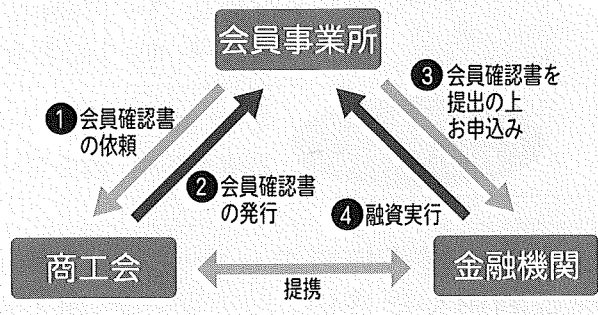 会員事業所
❶会員確認書
の依頼
❷会員確認書
の発行
❸会員確認書を
提出の上
お申込み
❹融資実行
商工会
提携
金融機関